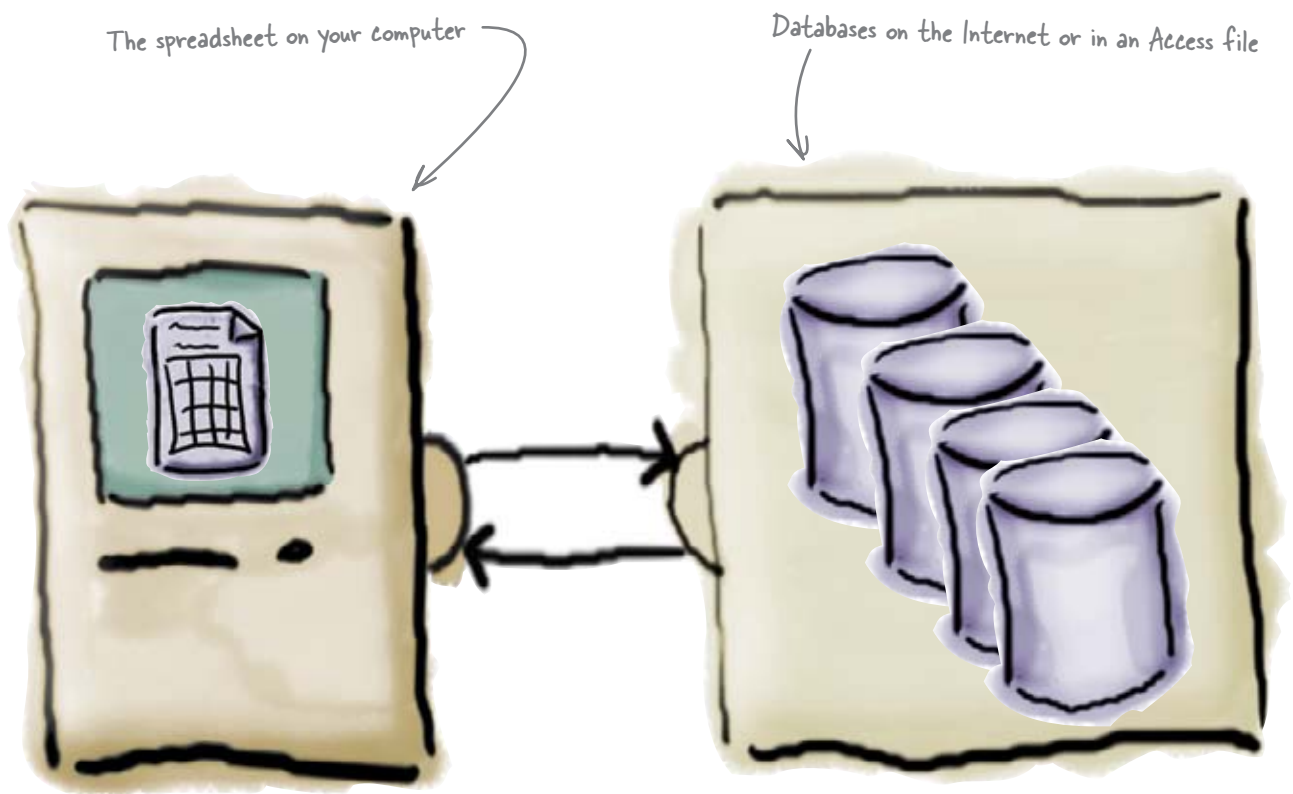 The spreadsheet on your computer
Databases on the Internet or in an Access file